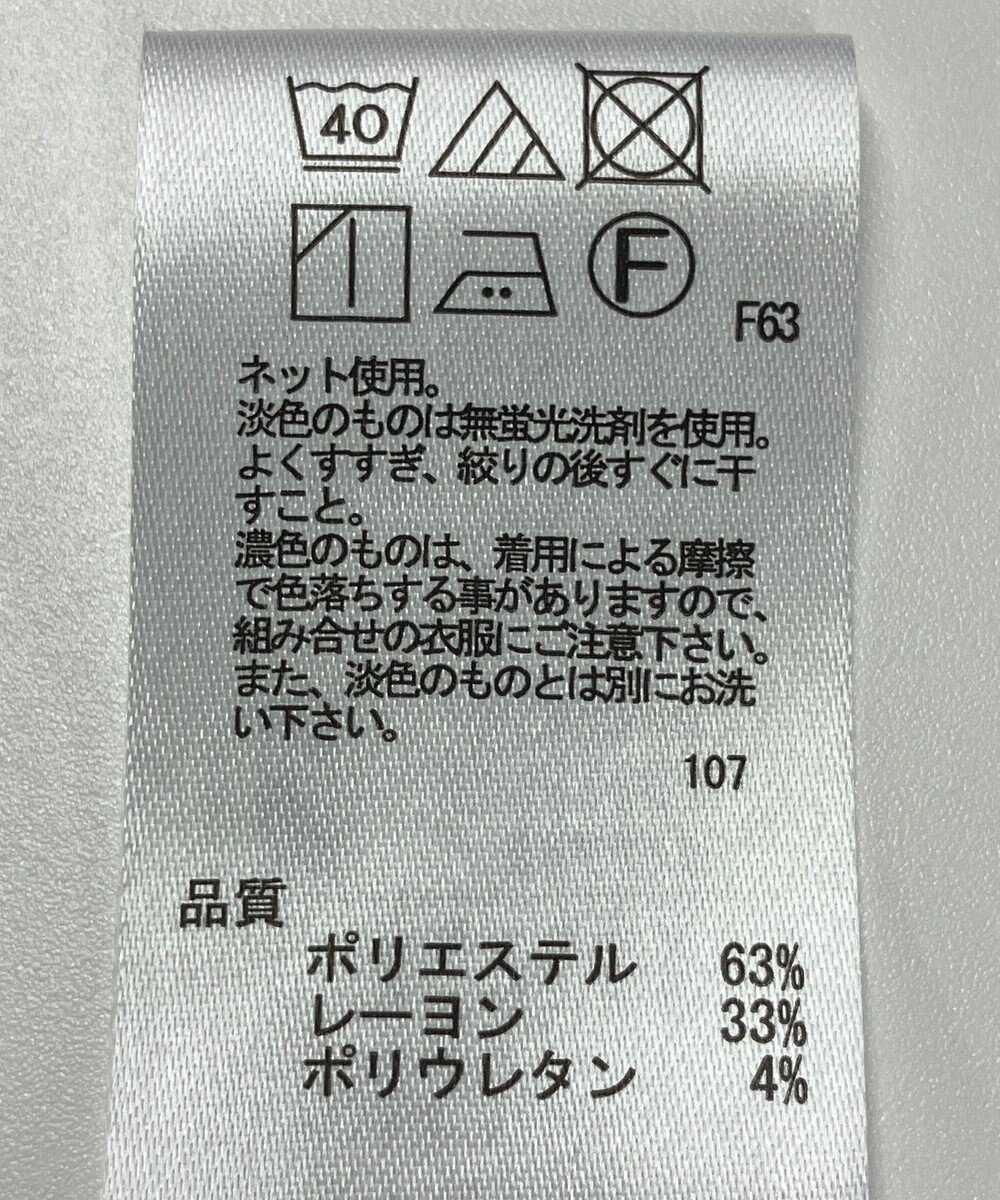 40
F
F63
ネット使用。
淡色のものは無蛍光洗剤を使用。
よくすすぎ、絞りの後すぐに干
すこと。
濃色のものは、着用による摩擦
で色落ちする事がありますので、
組み合せの衣服にご注意下さい。
また、淡色のものとは別にお洗
い下さい。
107
品質
ポリエステル 63%
レーヨン 33%
ポリウレタン 4%